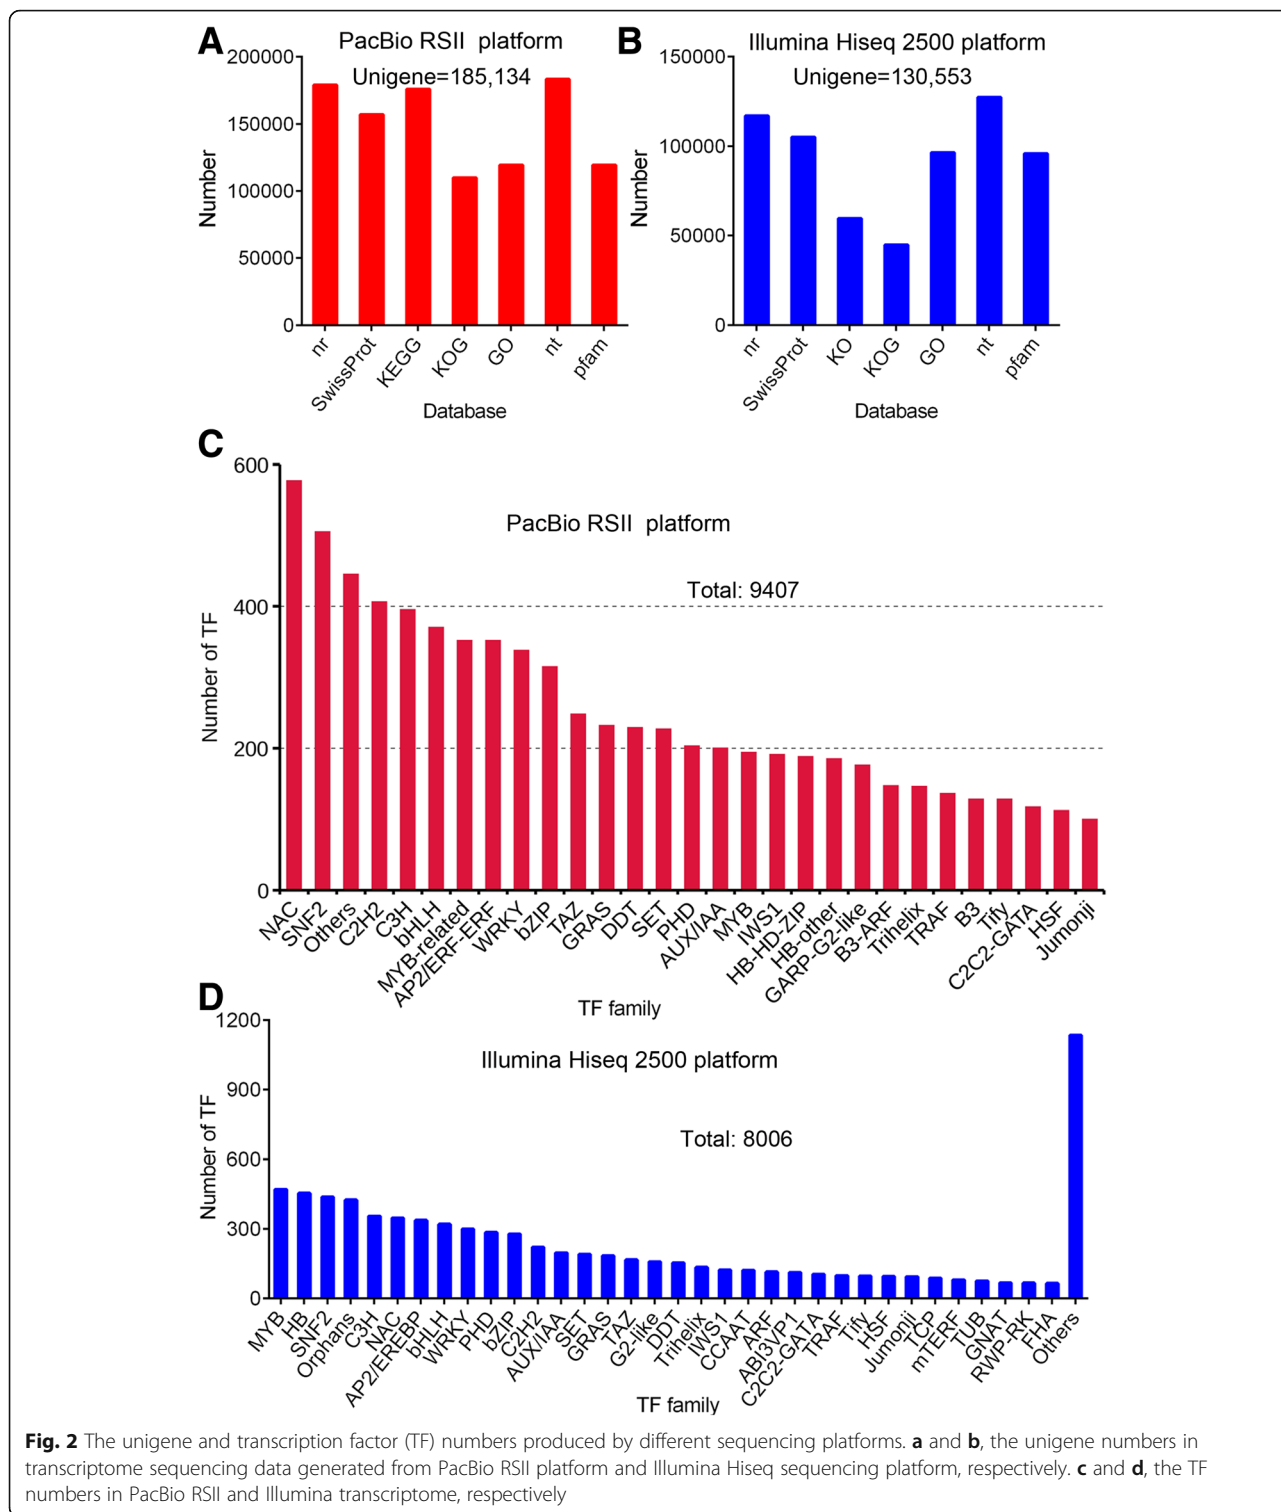 A
PacBio RSII platform
Unigene=185,134
200000
150000
100000
50000
0
Number
nr
SwissProt
KEGG
KOG
GO
nt
pfam
Database
B
Illumina Hiseq 2500 platform
Unigene=130,553
150000
100000
50000
0
Number
nr
SwissProt
KO
KOG
GO
nt
pfam
Database
C
PacBio RSII platform
Total: 9407
600
400
200
0
Number of TF
NAC
SNF2
Others
C2H2
C3H
bHLH
MYB-related
AP2/ERF-ERF
WRKY
bZIP
TAZ
GRAS
DDT
SET
PHD
AUX/IAA
MYB
IWS1
HB-HD-ZIP
HB-other
GARP-G2-like
B3-ARF
Trihelix
TRAF
B3
Tify
C2C2-GATA
HSF
Jumonji
TF family
D
Illumina Hiseq 2500 platform
Total: 8006
1200
900
600
300
0
Number of TF
MYB
HB
SNF2
Orphans
C3H
NAC
AP2/EREBP
bHLH
WRKY
PHD
bZIP
C2H2
AUX/IAA
SET
GRAS
TAZ
G2-like
DDT
Trihelix
IWS1
CCAAT
ARF
ABI3VP1
C2C2-GATA
TRAF
Tify
HSF
Jumonji
TCP
mTERF
TUB
GNAT
RWP-RK
FHA
Others
TF family
Fig. 2 The unigene and transcription factor (TF) numbers produced by different sequencing platforms. a and b, the unigene numbers in
transcriptome sequencing data generated from PacBio RSII platform and Illumina Hiseq sequencing platform, respectively. c and d, the TF
numbers in PacBio RSII and Illumina transcriptome, respectively